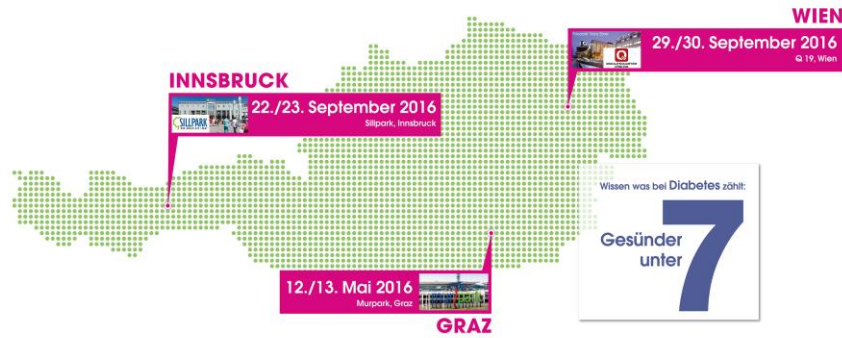 WIEN
29./30. September 2016
Q 19, Wien
INNSBRUCK
22./23. September 2016
Sillpark, Innsbruck
SILLPARK
Wissen was bei Diabetes zählt:
Gesünder
unter
7
12./13. Mai 2016
Murpark, Graz
GRAZ